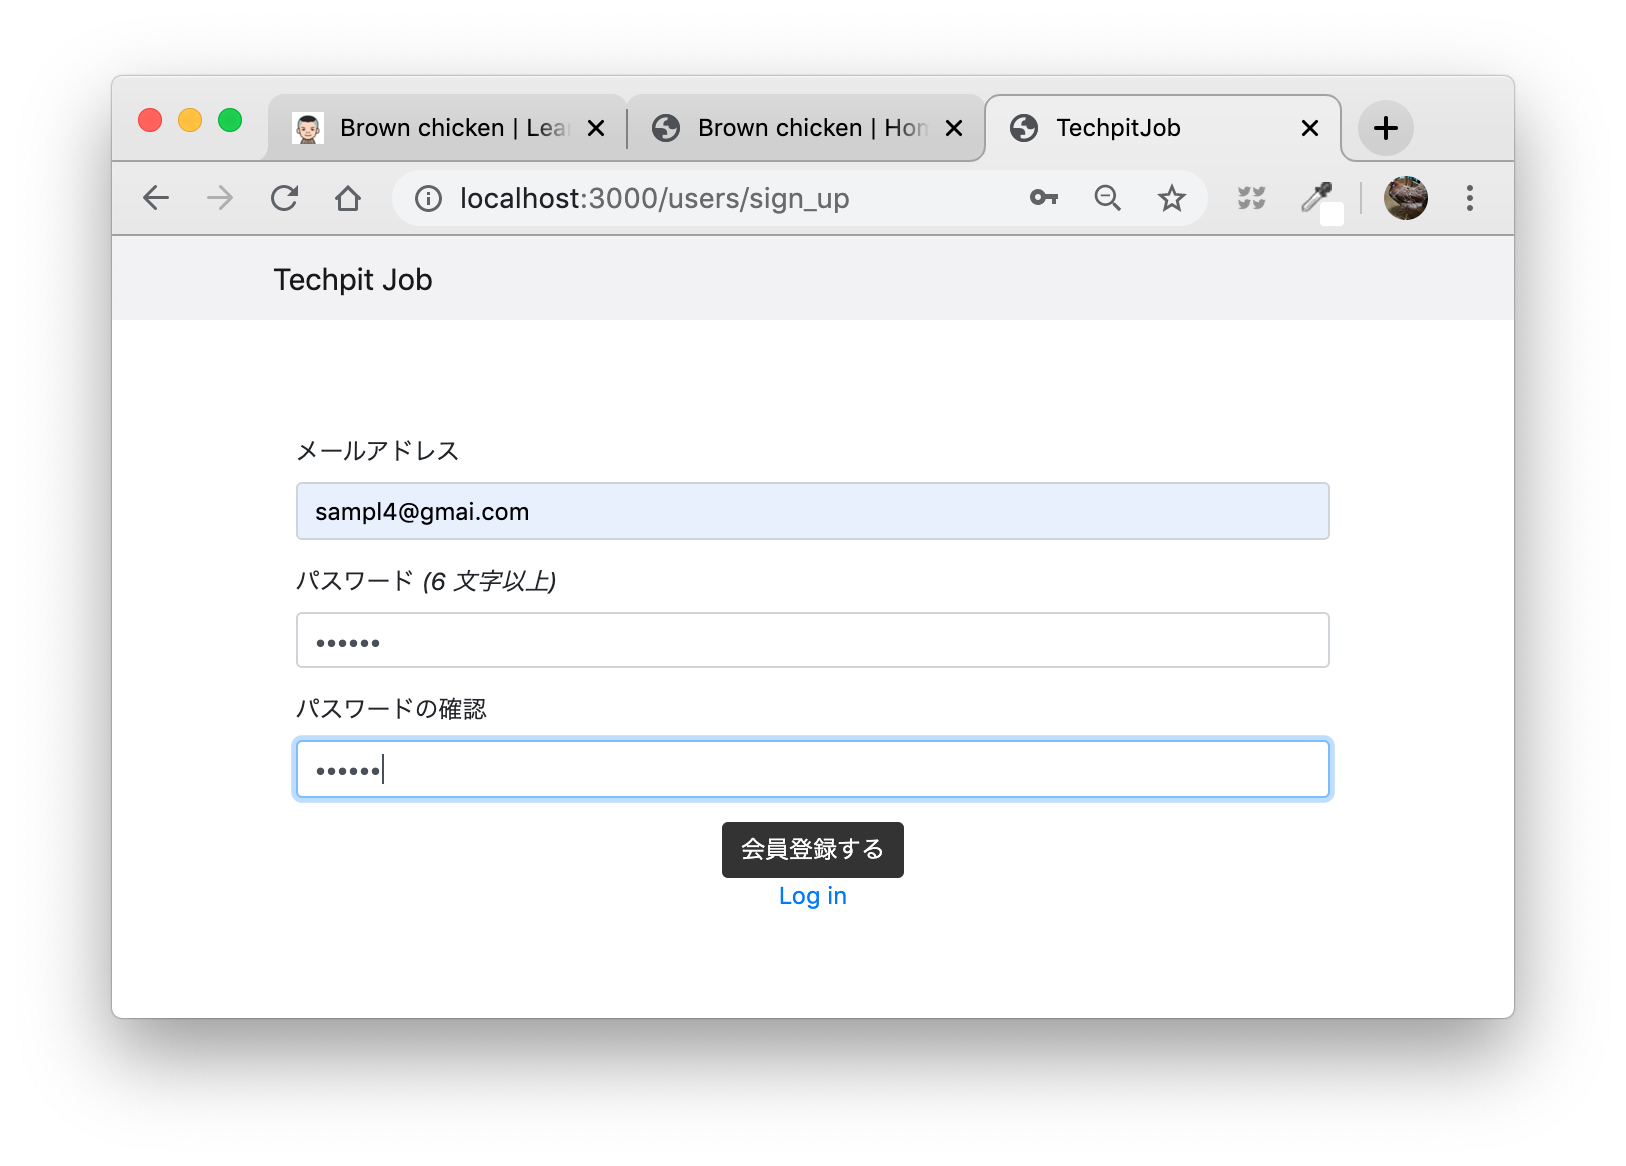 Brown chicken | Lea
Brown chicken | Hom
TechpitJob
localhost:3000/users/sign_up
Techpit Job
メールアドレス
sampl4@gmai.com
パスワード (6 文字以上)
••••••
パスワードの確認
••••••
会員登録する
Log in